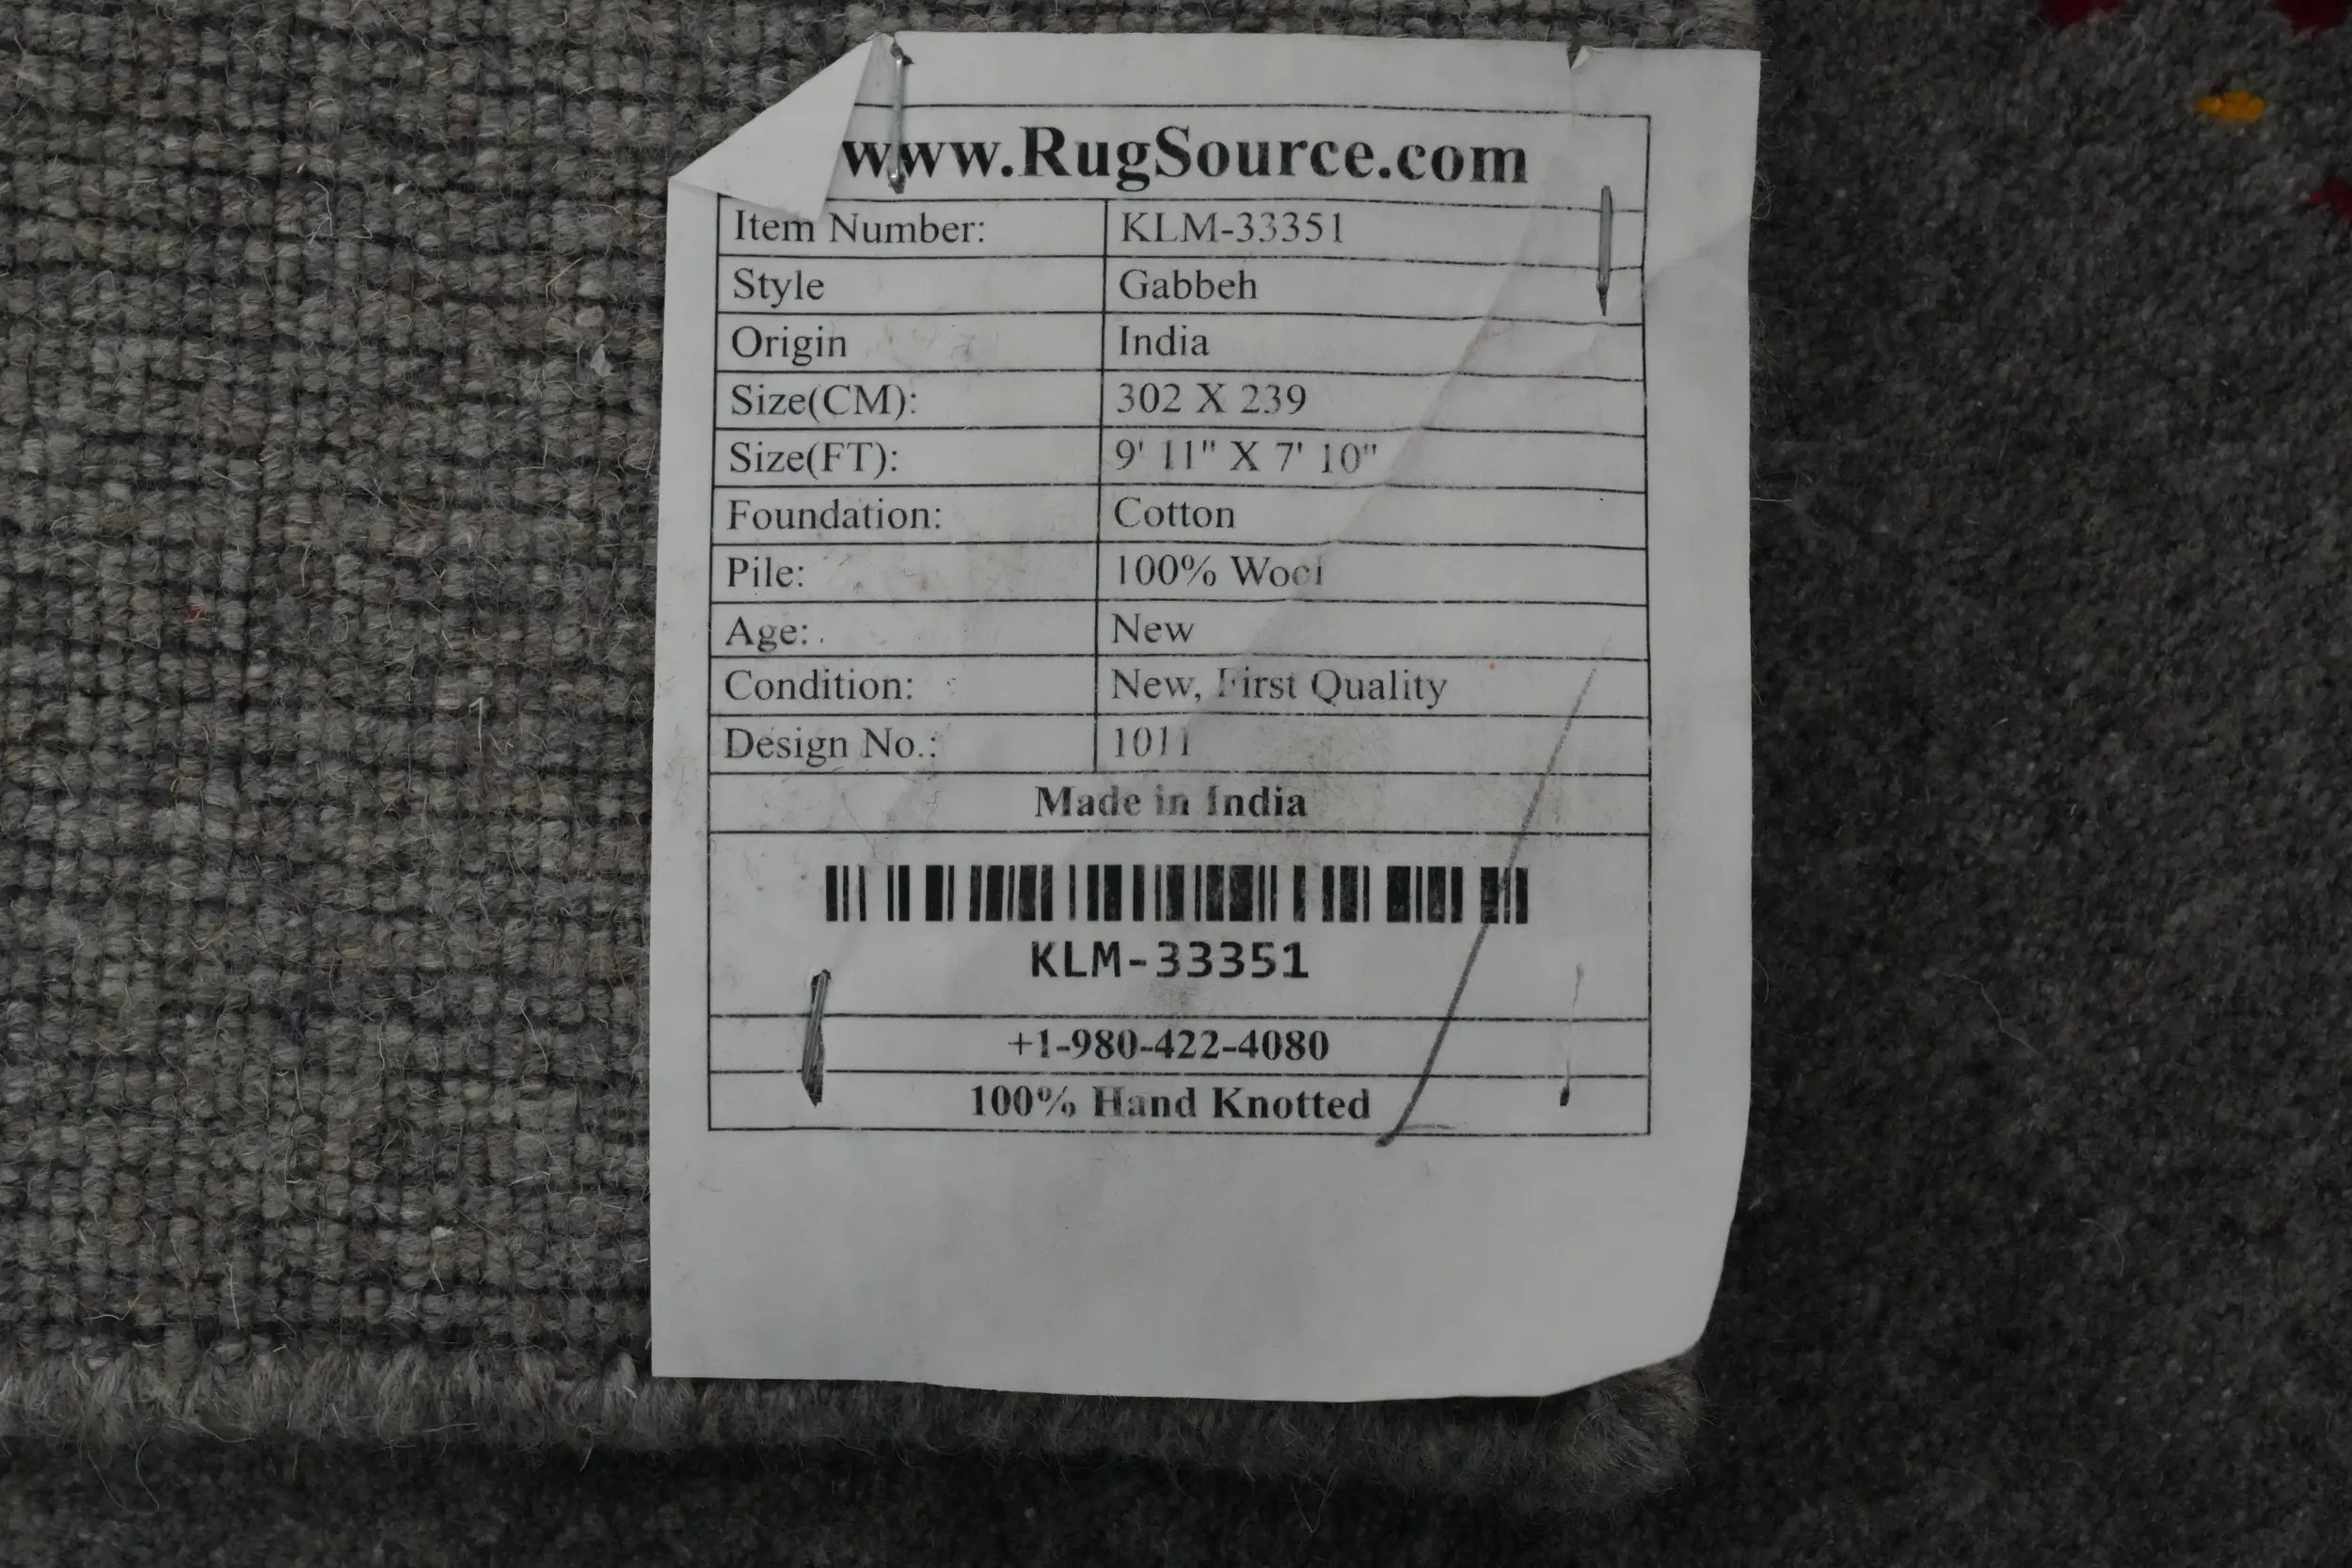 www.RugSource.com
Item Number: KLM-33351
Style Gabbeh
Origin India
Size(CM): 302 X 239
Size(FT): 9' 11" X 7' 10"
Foundation: Cotton
Pile: 100% Wool
Age: New
Condition: New, First Quality
Design No.: 1011
Made in India
KLM-33351
+1-980-422-4080
100% Hand Knotted